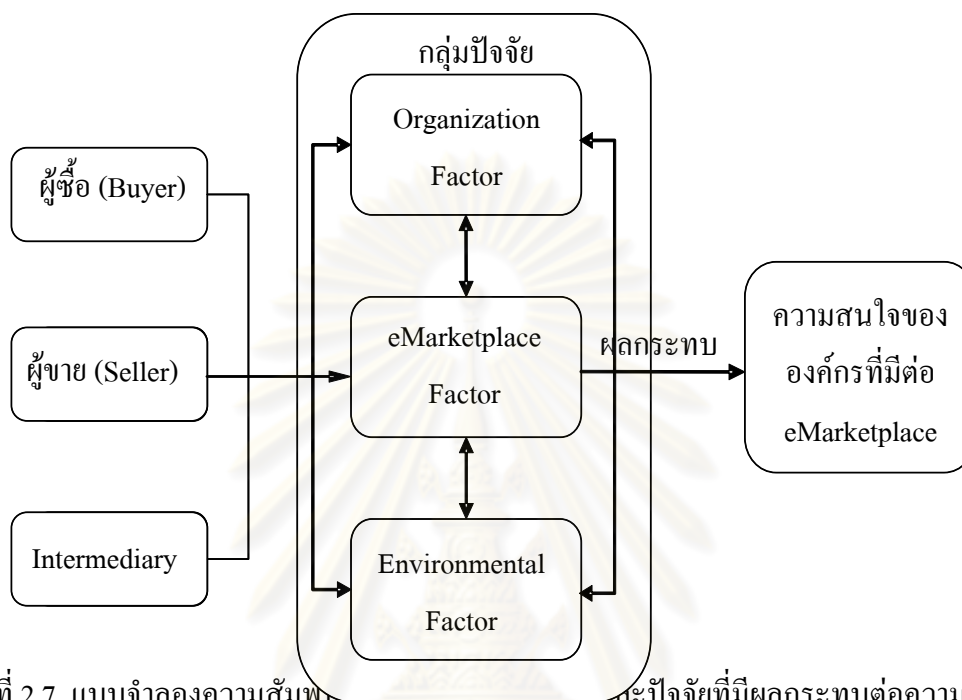 กลุ่มปัจจัย
Organization
Factor
ผู้ซื้อ (Buyer)
ผู้ขาย (Seller)
Intermediary
eMarketplace
Factor
Environmental
Factor
ผลกระทบ
ความสนใจของ
องค์กรที่มีต่อ
eMarketplace
ที่ 2.7 แบบจำลองความสัมพ ะปัจจัยที่มีผลกระทบต่อความ